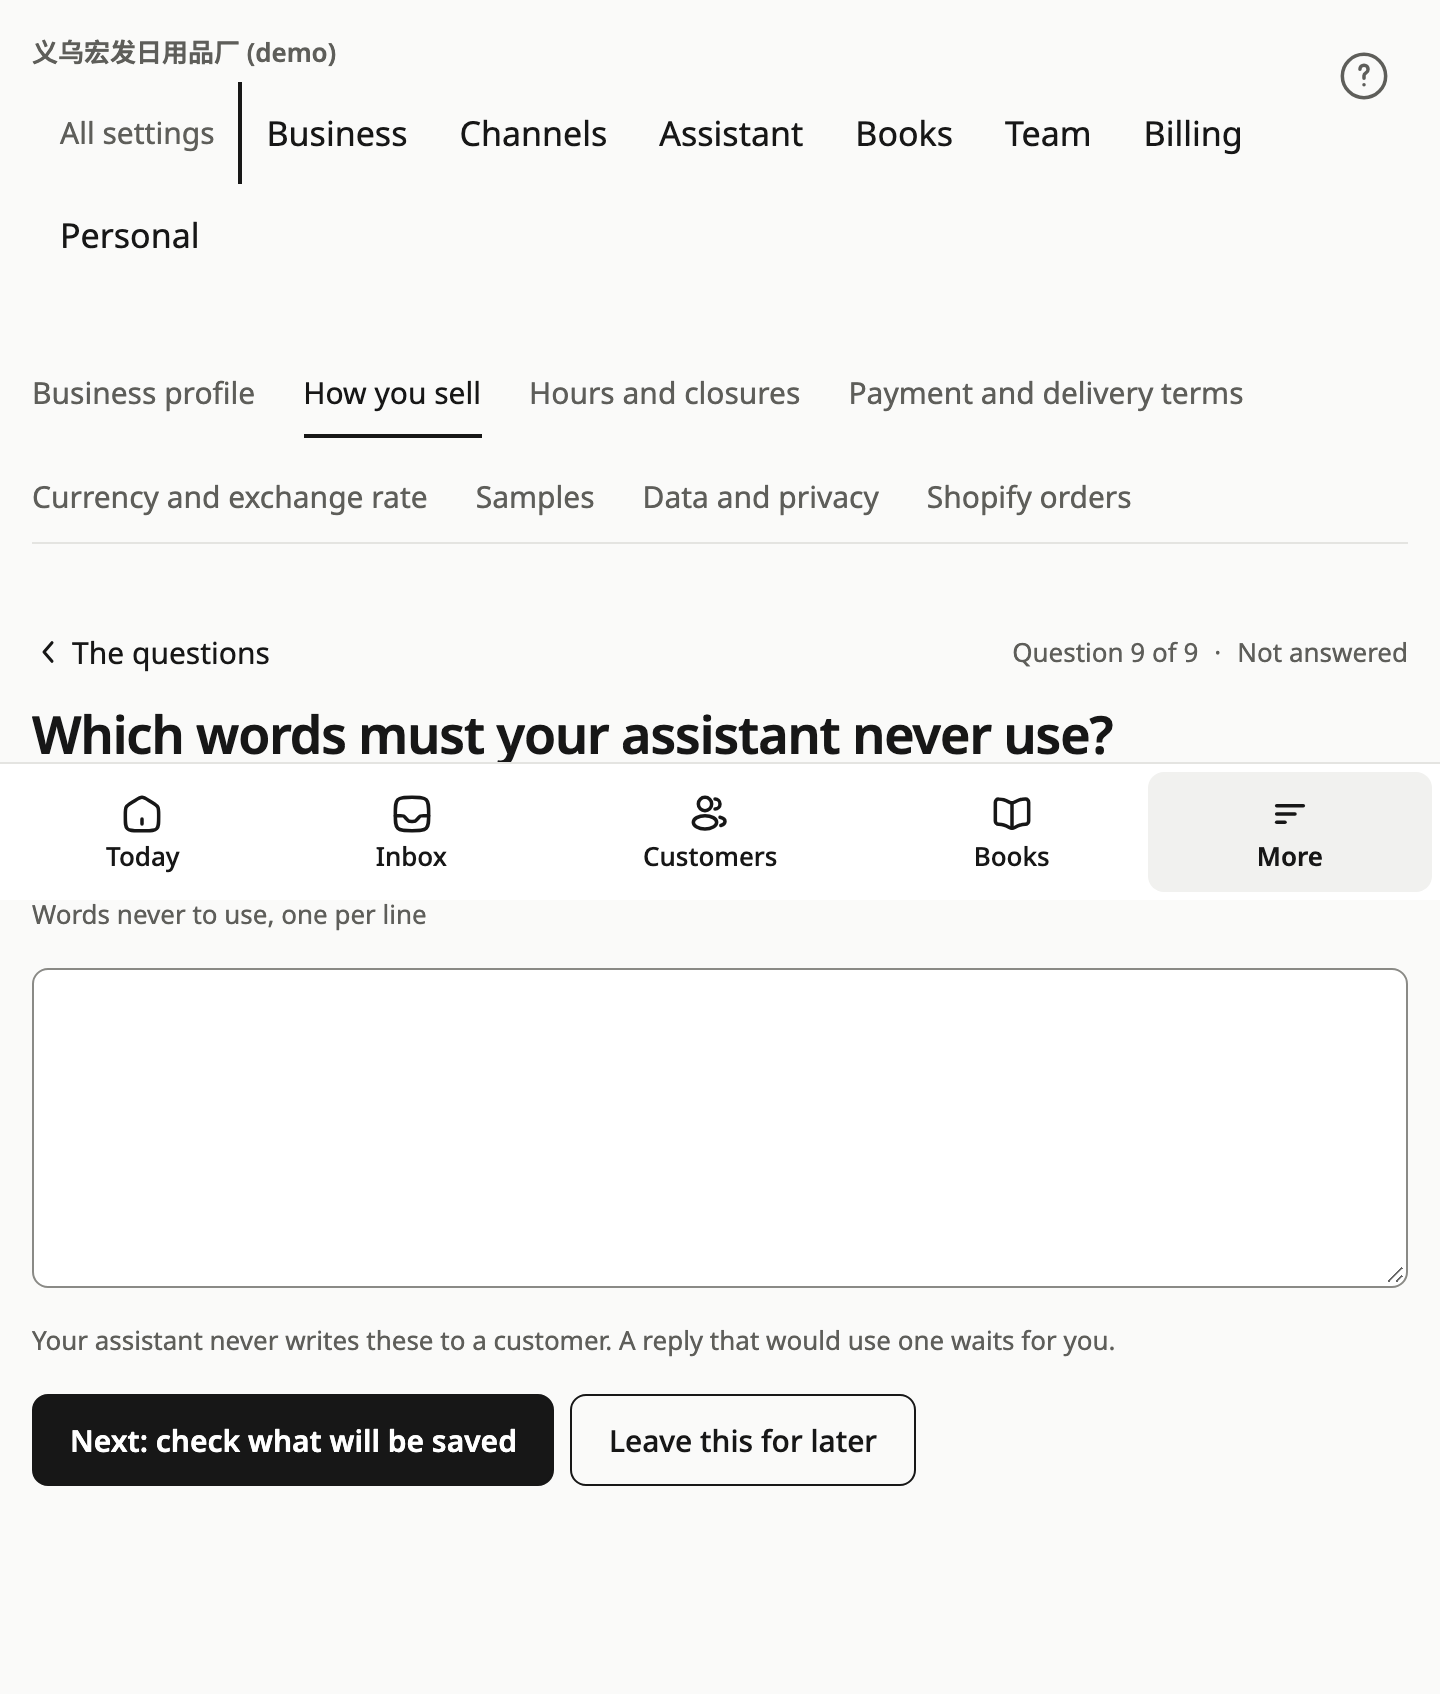 义乌宏发日用品厂 (demo)
All settings Business Channels Assistant Books Team Billing
Personal
Business profile How you sell Hours and closures Payment and delivery terms
Currency and exchange rate Samples Data and privacy Shopify orders
The questions Question 9 of 9 · Not answered
Which words must your assistant never use?
Today Inbox Customers Books More
Words never to use, one per line
Your assistant never writes these to a customer. A reply that would use one waits for you.
Next: check what will be saved Leave this for later